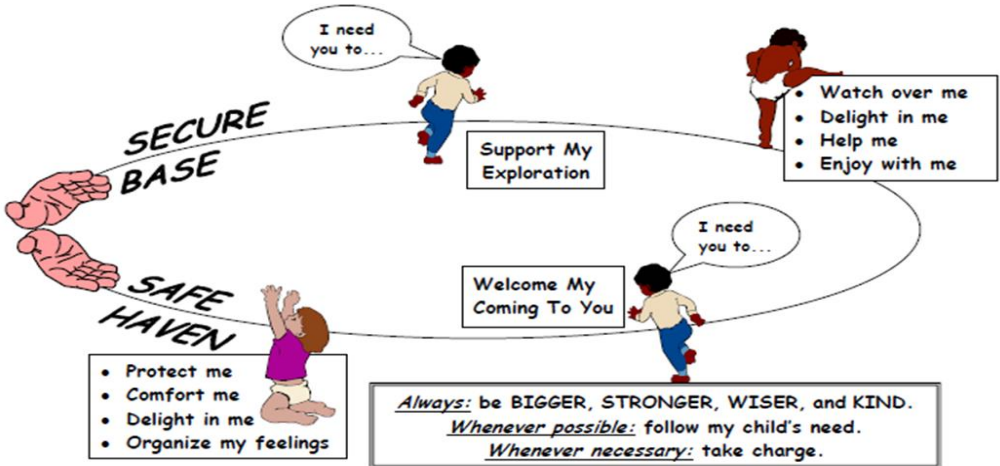 I need
you to...
SECURE
BASE
Support My
Exploration
• Watch over me
• Delight in me
• Help me
• Enjoy with me
I need
you to...
Welcome My
Coming To You
SAFE
HAVEN
• Protect me
• Comfort me
• Delight in me
• Organize my feelings
Always: be BIGGER, STRONGER, WISER, and KIND.
Whenever possible: follow my child's need.
Whenever necessary: take charge.